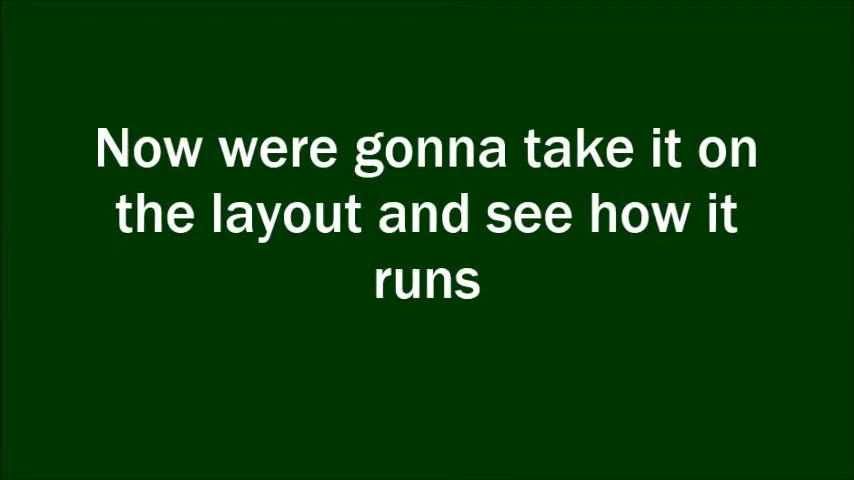 Now were gonna take it on
the layout and see how it
runs